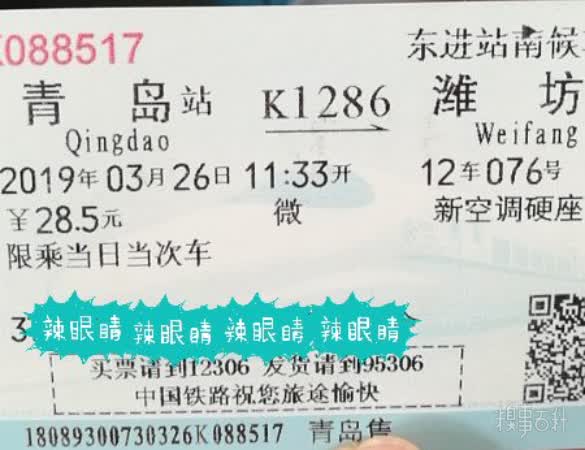 K088517 东进站南候
青岛站 K1286 潍坊
Qingdao Weifang
2019年03月26日11:33开 12车076号
￥28.5元 微 新空调硬座
限乘当日当次车
3
辣眼睛 辣眼睛 辣眼睛 辣眼睛
买票请到12306 发货请到95306
中国铁路祝您旅途愉快
18089300730326K088517 青岛售
糗事百科